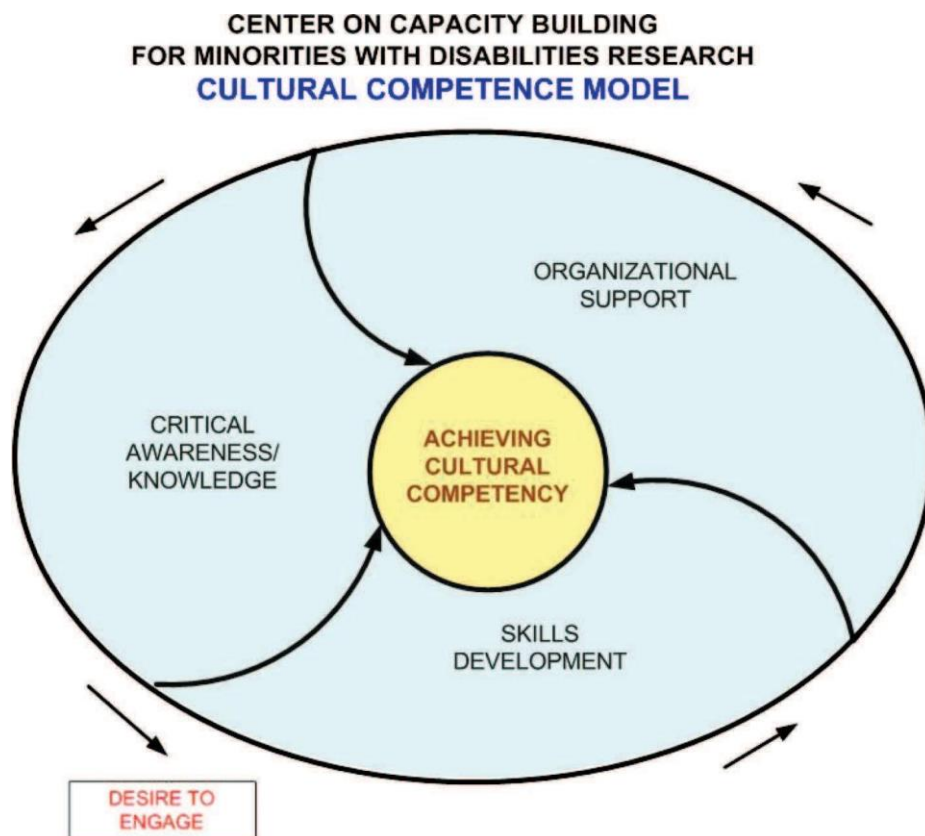 CENTER ON CAPACITY BUILDING
FOR MINORITIES WITH DISABILITIES RESEARCH
CULTURAL COMPETENCE MODEL
ORGANIZATIONAL
SUPPORT
CRITICAL
AWARENESS/
KNOWLEDGE
ACHIEVING
CULTURAL
COMPETENCY
SKILLS
DEVELOPMENT
DESIRE TO
ENGAGE